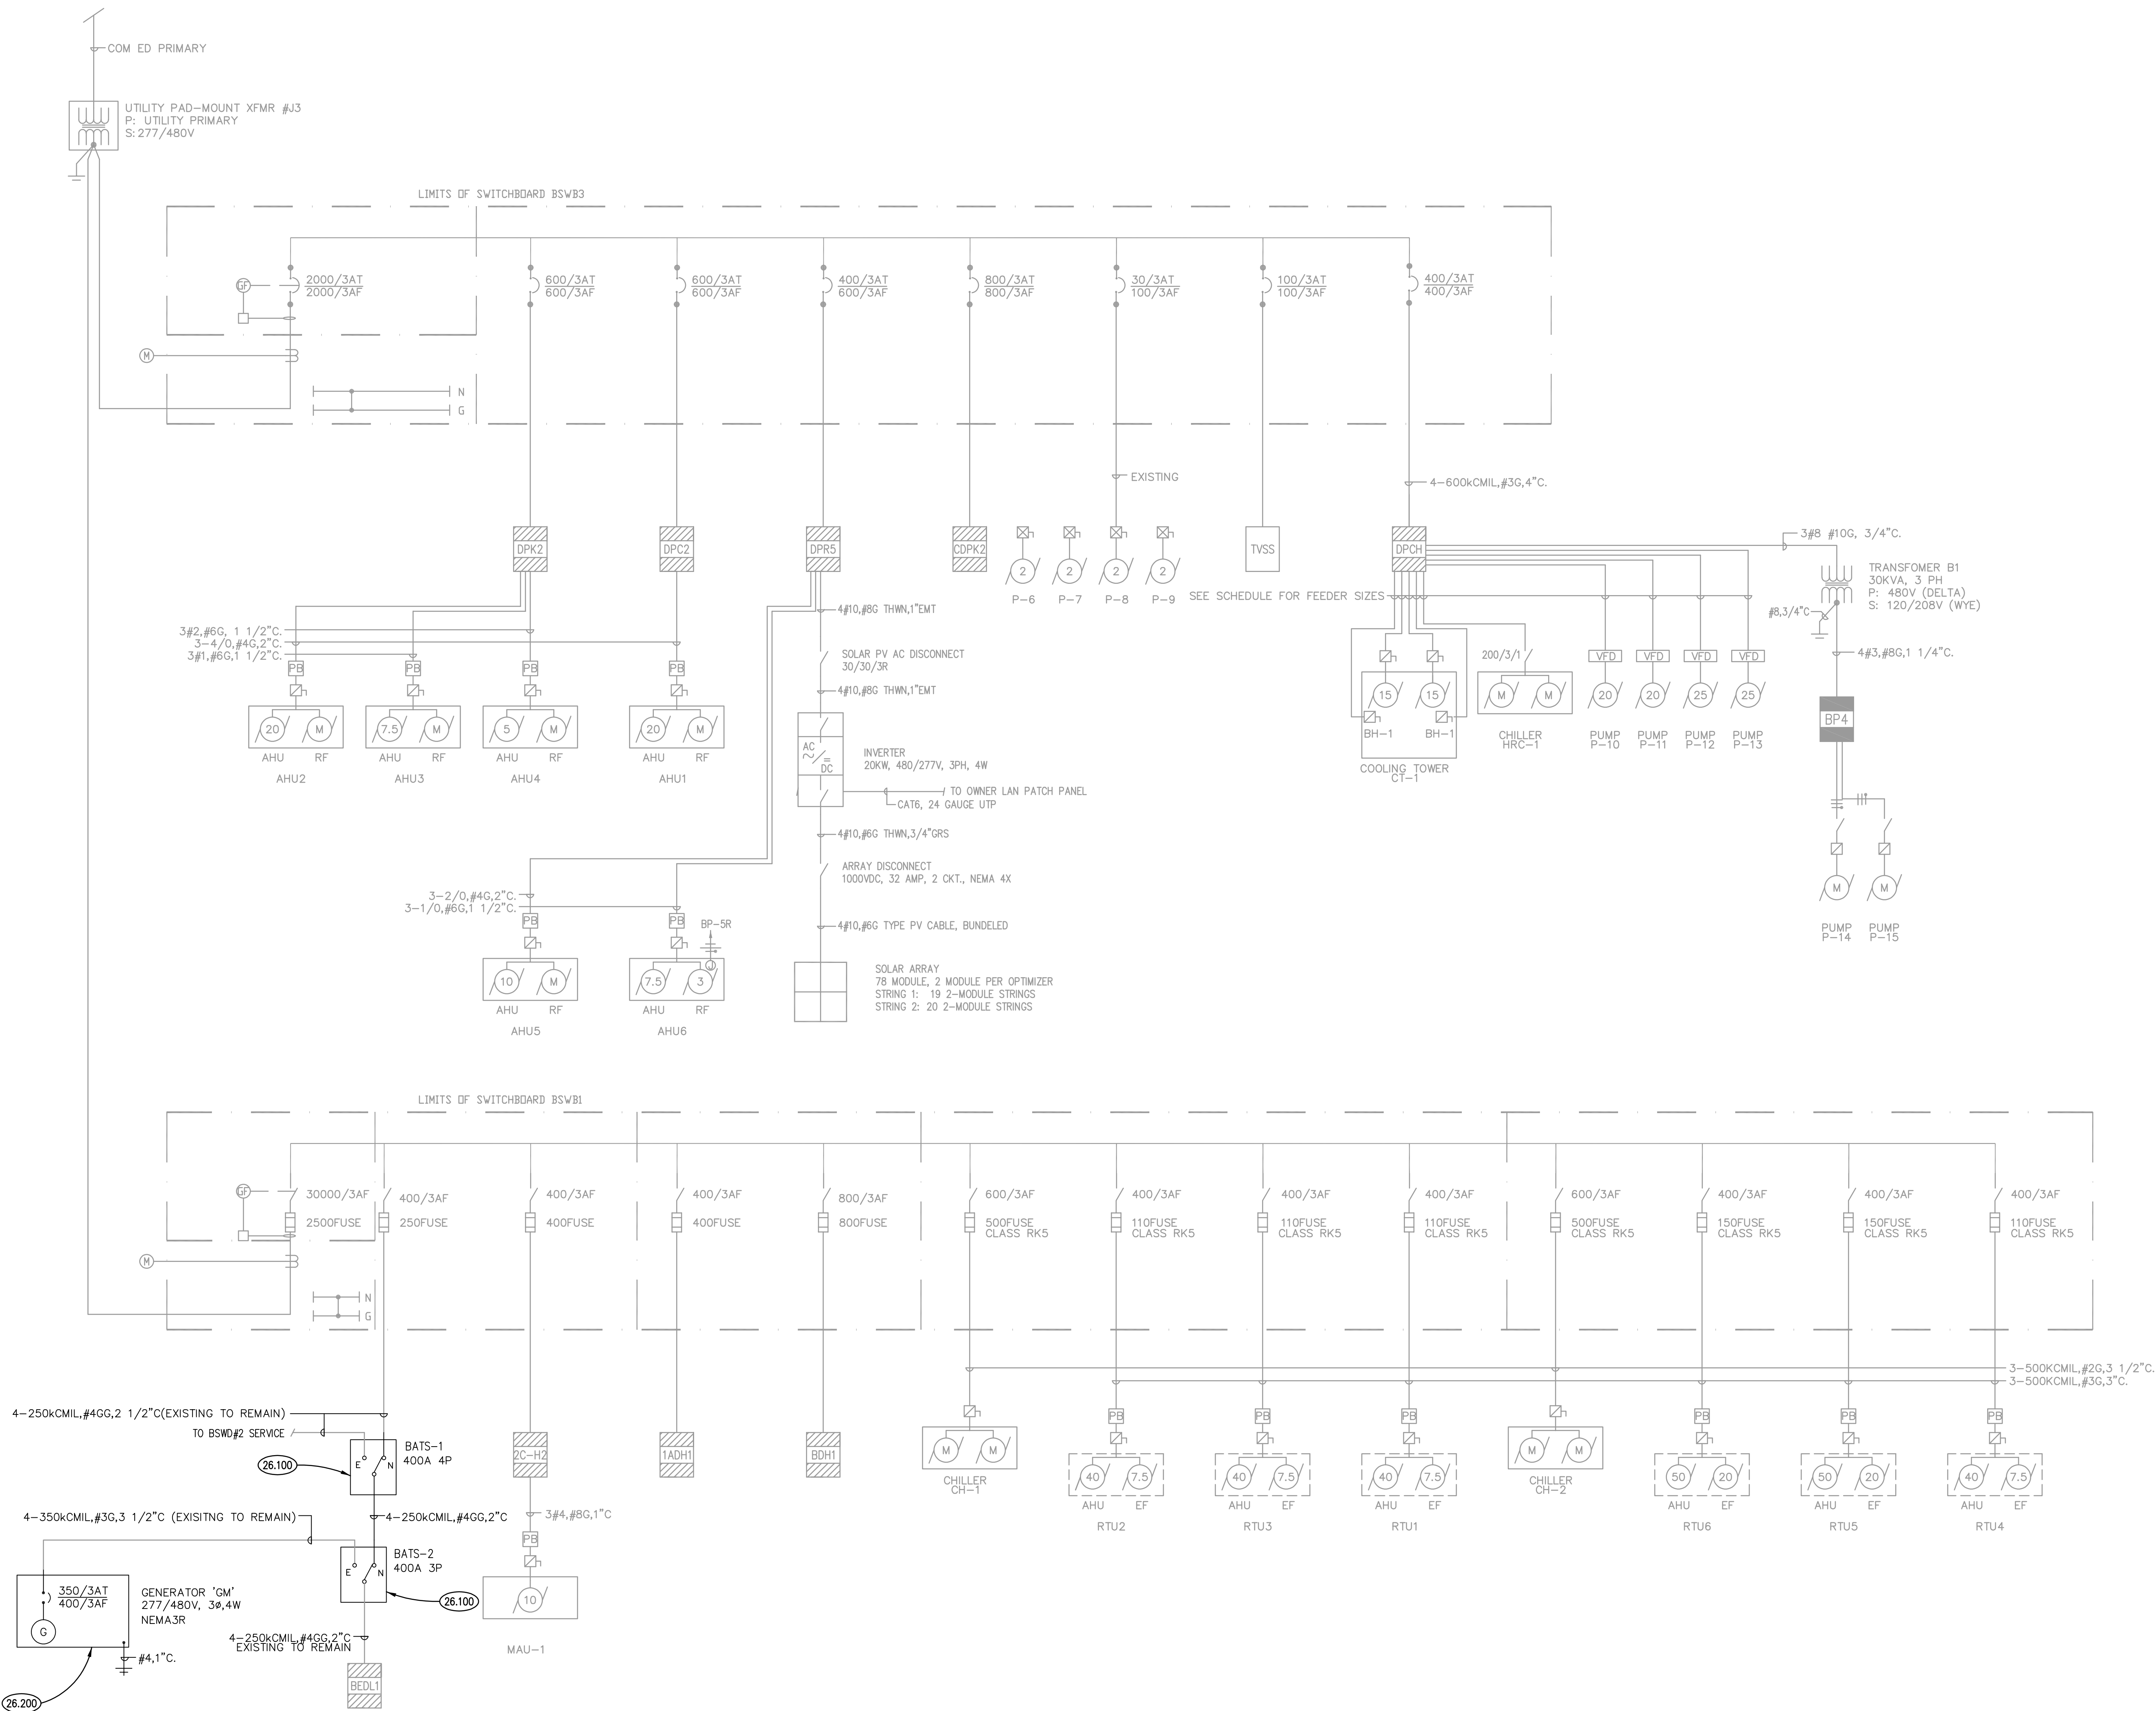 COM ED PRIMARY
UTILITY PAD-MOUNT XFMR #J3
P: UTILITY PRIMARY
S: 277/480V
LIMITS OF SWITCHBOARD BSWB3
GF
2000/3AT
2000/3AF
600/3AT
600/3AF
600/3AT
600/3AF
400/3AT
600/3AF
800/3AT
800/3AF
30/3AT
100/3AF
100/3AT
100/3AF
400/3AT
400/3AF
M
N
G
EXISTING
4-600kCMIL,#3G,4"C.
DPK2
DPC2
DPR5
CDPK2
TVSS
DPCH
2
2
2
2
P-6
P-7
P-8
P-9
SEE SCHEDULE FOR FEEDER SIZES
3#8 #10G, 3/4"C.
TRANSFOMER B1
30KVA, 3 PH
P: 480V (DELTA)
S: 120/208V (WYE)
#8,3/4"C
4#3,#8G,1 1/4"C.
BP4
M
M
PUMP
P-14
PUMP
P-15
3#2,#6G, 1 1/2"C.
3-4/0,#4G,2"C.
3#1,#6G,1 1/2"C.
PB
PB
PB
PB
20
M
7.5
M
5
M
20
M
AHU
RF
AHU
RF
AHU
RF
AHU
RF
AHU2
AHU3
AHU4
AHU1
4#10,#8G THWN,1"EMT
SOLAR PV AC DISCONNECT
30/30/3R
4#10,#8G THWN,1"EMT
AC
DC
INVERTER
20KW, 480/277V, 3PH, 4W
TO OWNER LAN PATCH PANEL
CAT6, 24 GAUGE UTP
4#10,#6G THWN,3/4"GRS
ARRAY DISCONNECT
1000VDC, 32 AMP, 2 CKT., NEMA 4X
4#10,#6G TYPE PV CABLE, BUNDELED
SOLAR ARRAY
78 MODULE, 2 MODULE PER OPTIMIZER
STRING 1: 19 2-MODULE STRINGS
STRING 2: 20 2-MODULE STRINGS
15
15
BH-1
BH-1
COOLING TOWER
CT-1
200/3/1
M
M
CHILLER
HRC-1
VFD
VFD
VFD
VFD
20
20
25
25
PUMP
P-10
PUMP
P-11
PUMP
P-12
PUMP
P-13
3-2/0,#4G,2"C.
3-1/0,#6G,1 1/2"C.
PB
PB
BP-5R
J
10
M
7.5
3
AHU
RF
AHU
RF
AHU5
AHU6
LIMITS OF SWITCHBOARD BSWB1
GF
30000/3AF
2500FUSE
400/3AF
250FUSE
400/3AF
400FUSE
400/3AF
400FUSE
800/3AF
800FUSE
600/3AF
500FUSE
CLASS RK5
400/3AF
110FUSE
CLASS RK5
400/3AF
110FUSE
CLASS RK5
400/3AF
110FUSE
CLASS RK5
600/3AF
500FUSE
CLASS RK5
400/3AF
150FUSE
CLASS RK5
400/3AF
150FUSE
CLASS RK5
400/3AF
110FUSE
CLASS RK5
M
N
G
3-500KCMIL,#2G,3 1/2"C.
3-500KCMIL,#3G,3"C.
4-250kCMIL,#4GG,2 1/2"C(EXISTING TO REMAIN)
TO BSWD#2 SERVICE
BATS-1
400A 4P
E
N
26.100
4-350kCMIL,#3G,3 1/2"C (EXISITNG TO REMAIN)
4-250kCMIL,#4GG,2"C
BATS-2
400A 3P
E
N
26.100
350/3AT
400/3AF
G
GENERATOR 'GM'
277/480V, 3ø,4W
NEMA3R
#4,1"C.
26.200
4-250kCMIL,#4GG,2"C
EXISTING TO REMAIN
BEDL1
2C-H2
1ADH1
BDH1
3#4,#8G,1"C
PB
10
MAU-1
M
M
CHILLER
CH-1
PB
40
7.5
AHU
EF
RTU2
PB
40
7.5
AHU
EF
RTU3
PB
40
7.5
AHU
EF
RTU1
M
M
CHILLER
CH-2
PB
50
20
AHU
EF
RTU6
PB
50
20
AHU
EF
RTU5
PB
40
7.5
AHU
EF
RTU4